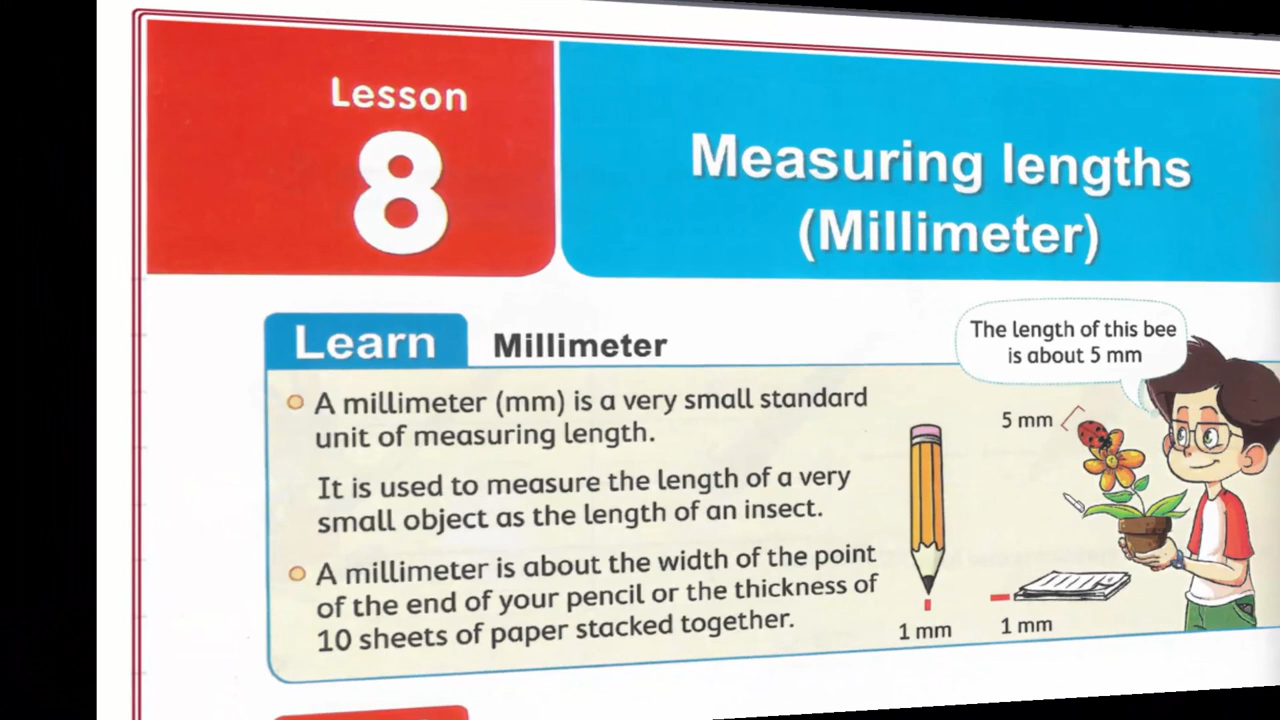 Lesson
8
Measuring lengths
(Millimeter)
Learn
Millimeter
The length of this bee
is about 5 mm
A millimeter (mm) is a very small standard
unit of measuring length.
It is used to measure the length of a very
small object as the length of an insect.
A millimeter is about the width of the point
of the end of your pencil or the thickness of
10 sheets of paper stacked together.
5 mm
1 mm
1 mm